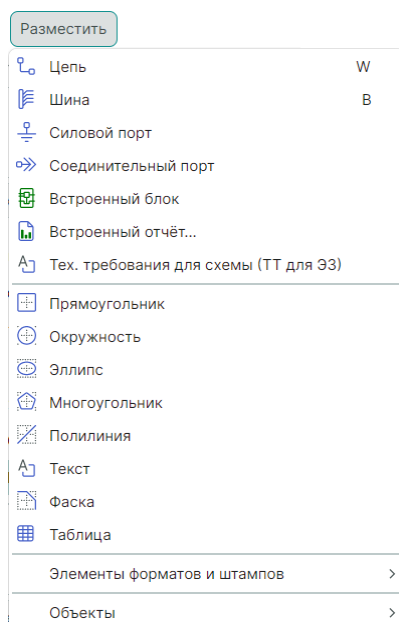 Разместить
Цепь W
Шина B
Силовой порт
Соединительный порт
Встроенный блок
Встроенный отчёт...
Тех. требования для схемы (ТТ для ЭЗ)
Прямоугольник
Окружность
Эллипс
Многоугольник
Полилиния
Текст
Фаска
Таблица
Элементы форматов и штампов
Объекты